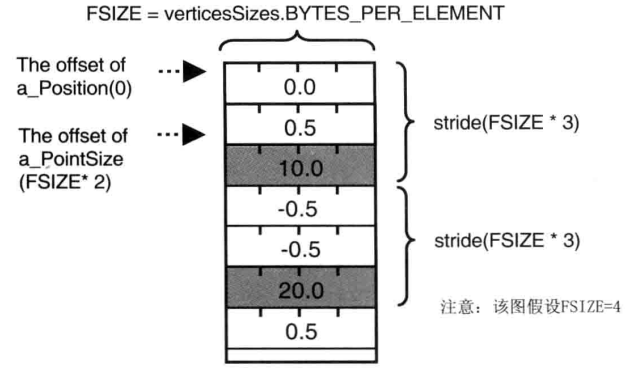 FSIZE = verticesSizes.BYTES_PER_ELEMENT
The offset of
a_Position(0)
The offset of
a_PointSize
(FSIZE* 2)
0.0
0.5
10.0
-0.5
-0.5
20.0
0.5
stride(FSIZE * 3)
stride(FSIZE * 3)
注意: 该图假设FSIZE=4